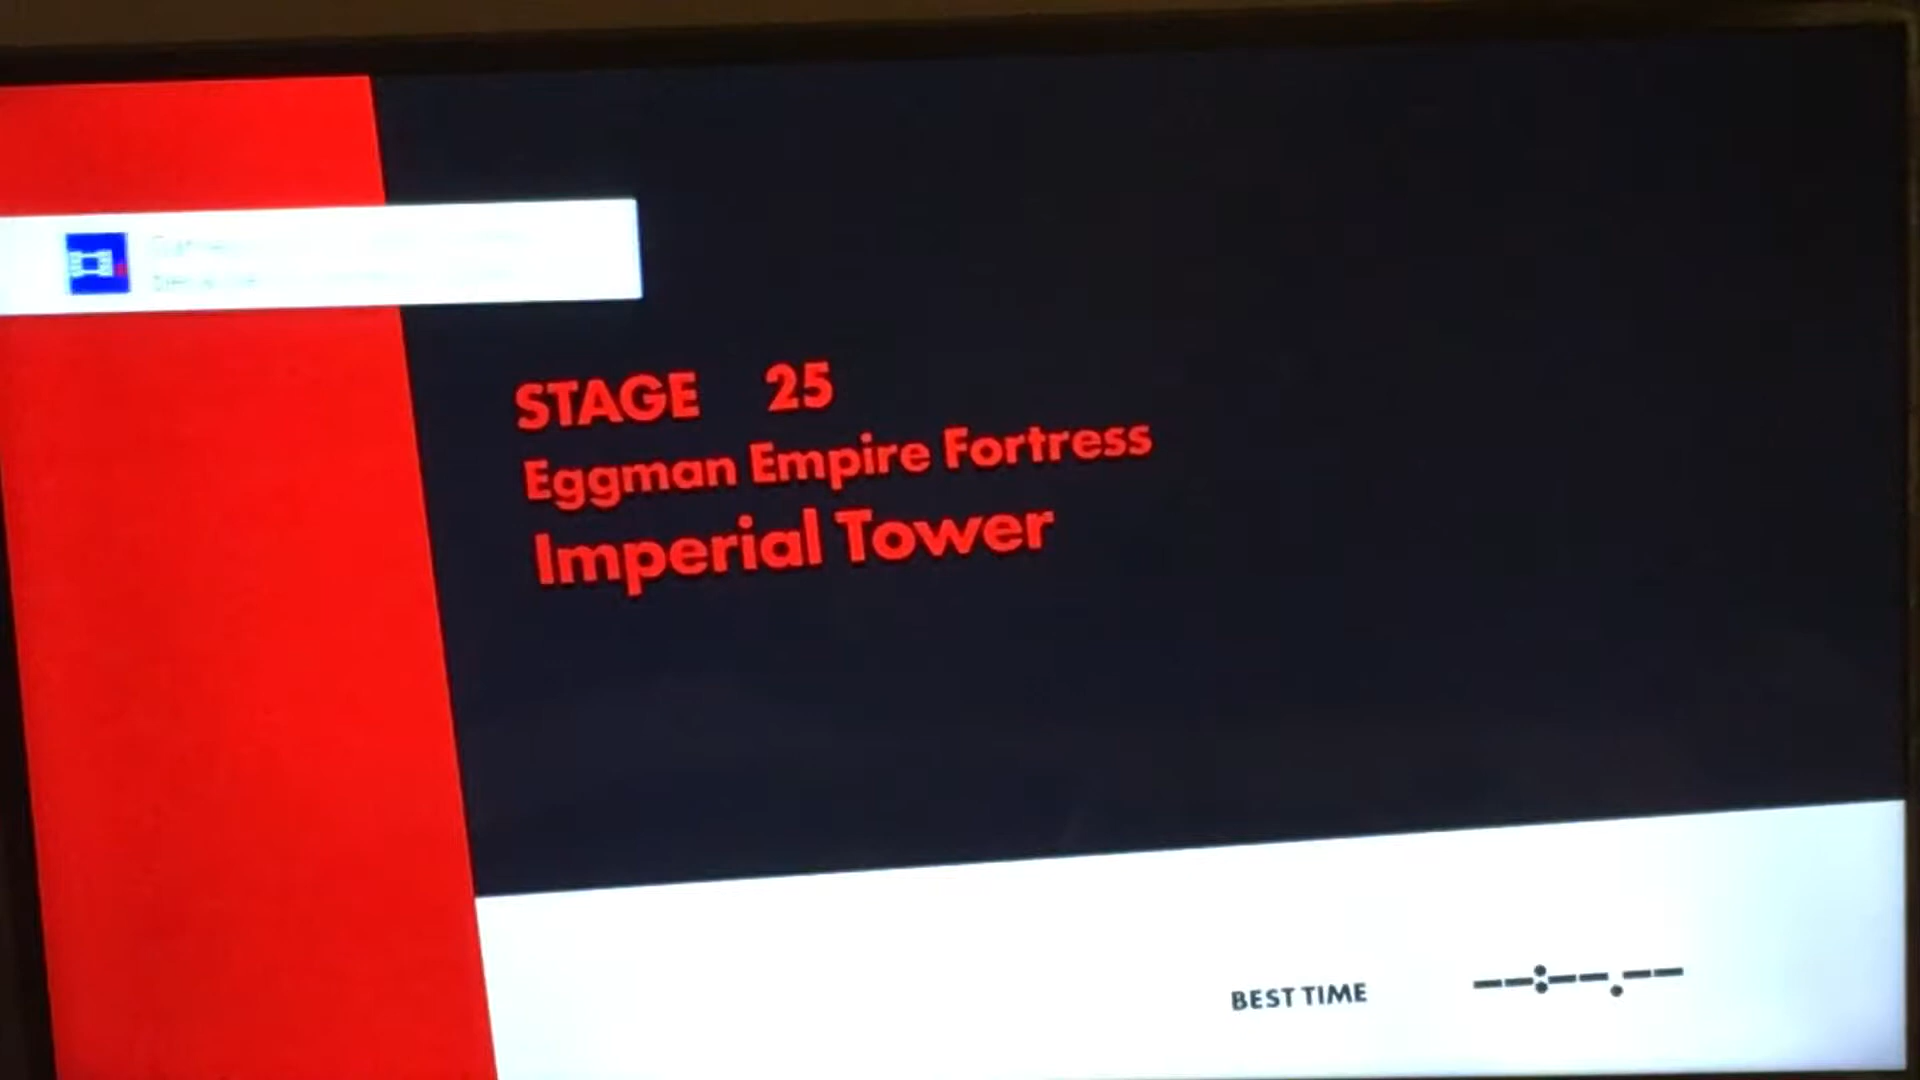 STAGE 25
Eggman Empire Fortress
Imperial Tower
BEST TIME --:--.--